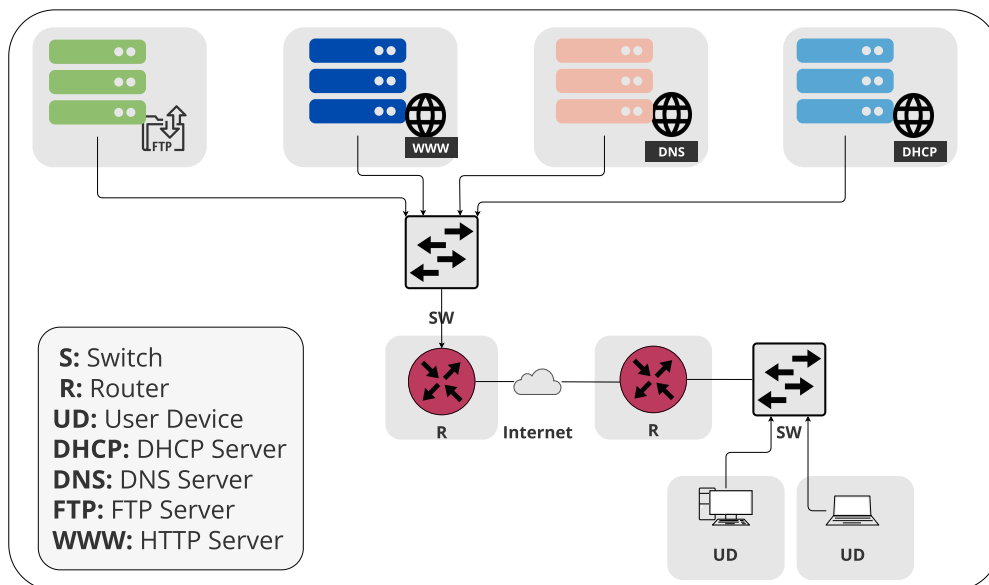 FTP
WWW
DNS
DHCP
SW
R
Internet
R
SW
UD
UD
S: Switch
R: Router
UD: User Device
DHCP: DHCP Server
DNS: DNS Server
FTP: FTP Server
WWW: HTTP Server